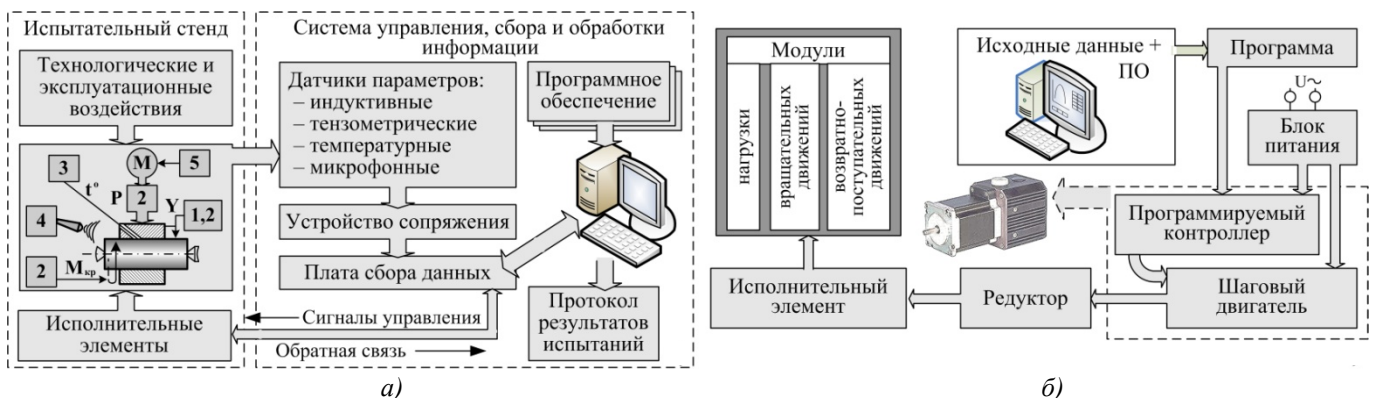 Испытательный стенд
Технологические и
эксплуатационные
воздействия
3
M
5
t°
P
2
Y
1,2
4
2
Mкр
Исполнительные
элементы
Система управления, сбора и обработки
информации
Датчики параметров:
– индуктивные
– тензометрические
– температурные
– микрофонные
Программное
обеспечение
Устройство сопряжения
Плата сбора данных
Протокол
результатов
испытаний
Сигналы управления
Обратная связь
а)
Модули
нагрузки
вращательных
движений
возвратно-
поступательных
движений
Исходные данные +
ПО
Программа
U~
Блок
питания
Программируемый
контроллер
Исполнительный
элемент
Редуктор
Шаговый
двигатель
б)